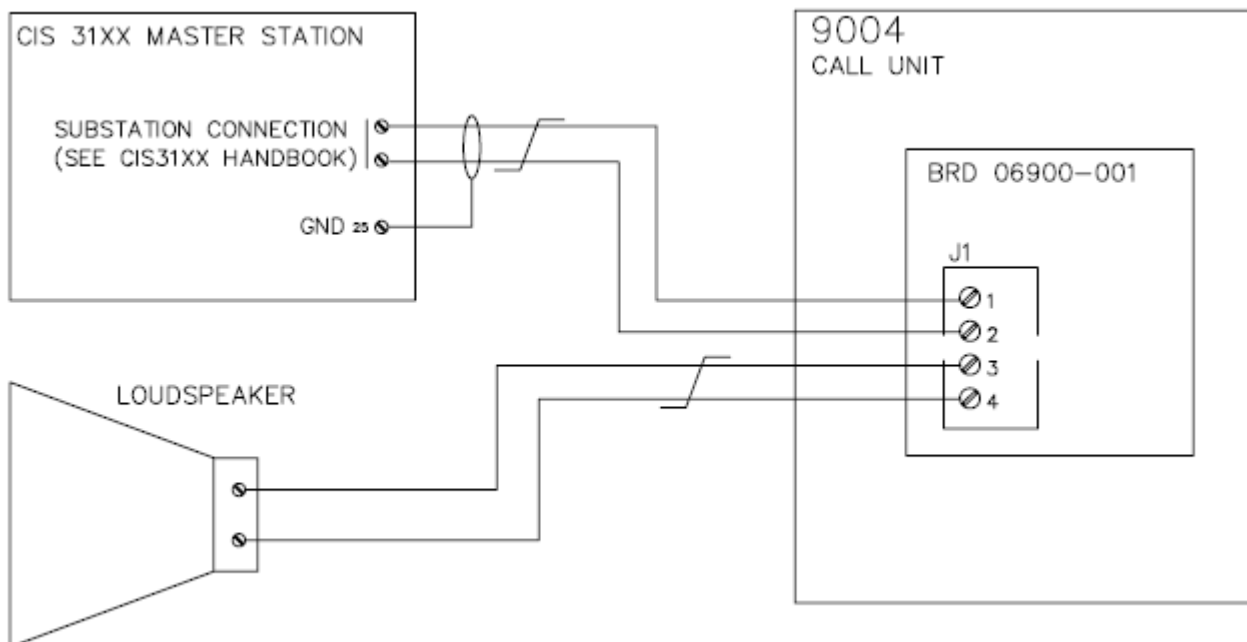 CIS 31XX MASTER STATION
SUBSTATION CONNECTION
(SEE CIS31XX HANDBOOK)
GND 25
9004
CALL UNIT
BRD 06900-001
J1
1
2
3
4
LOUDSPEAKER